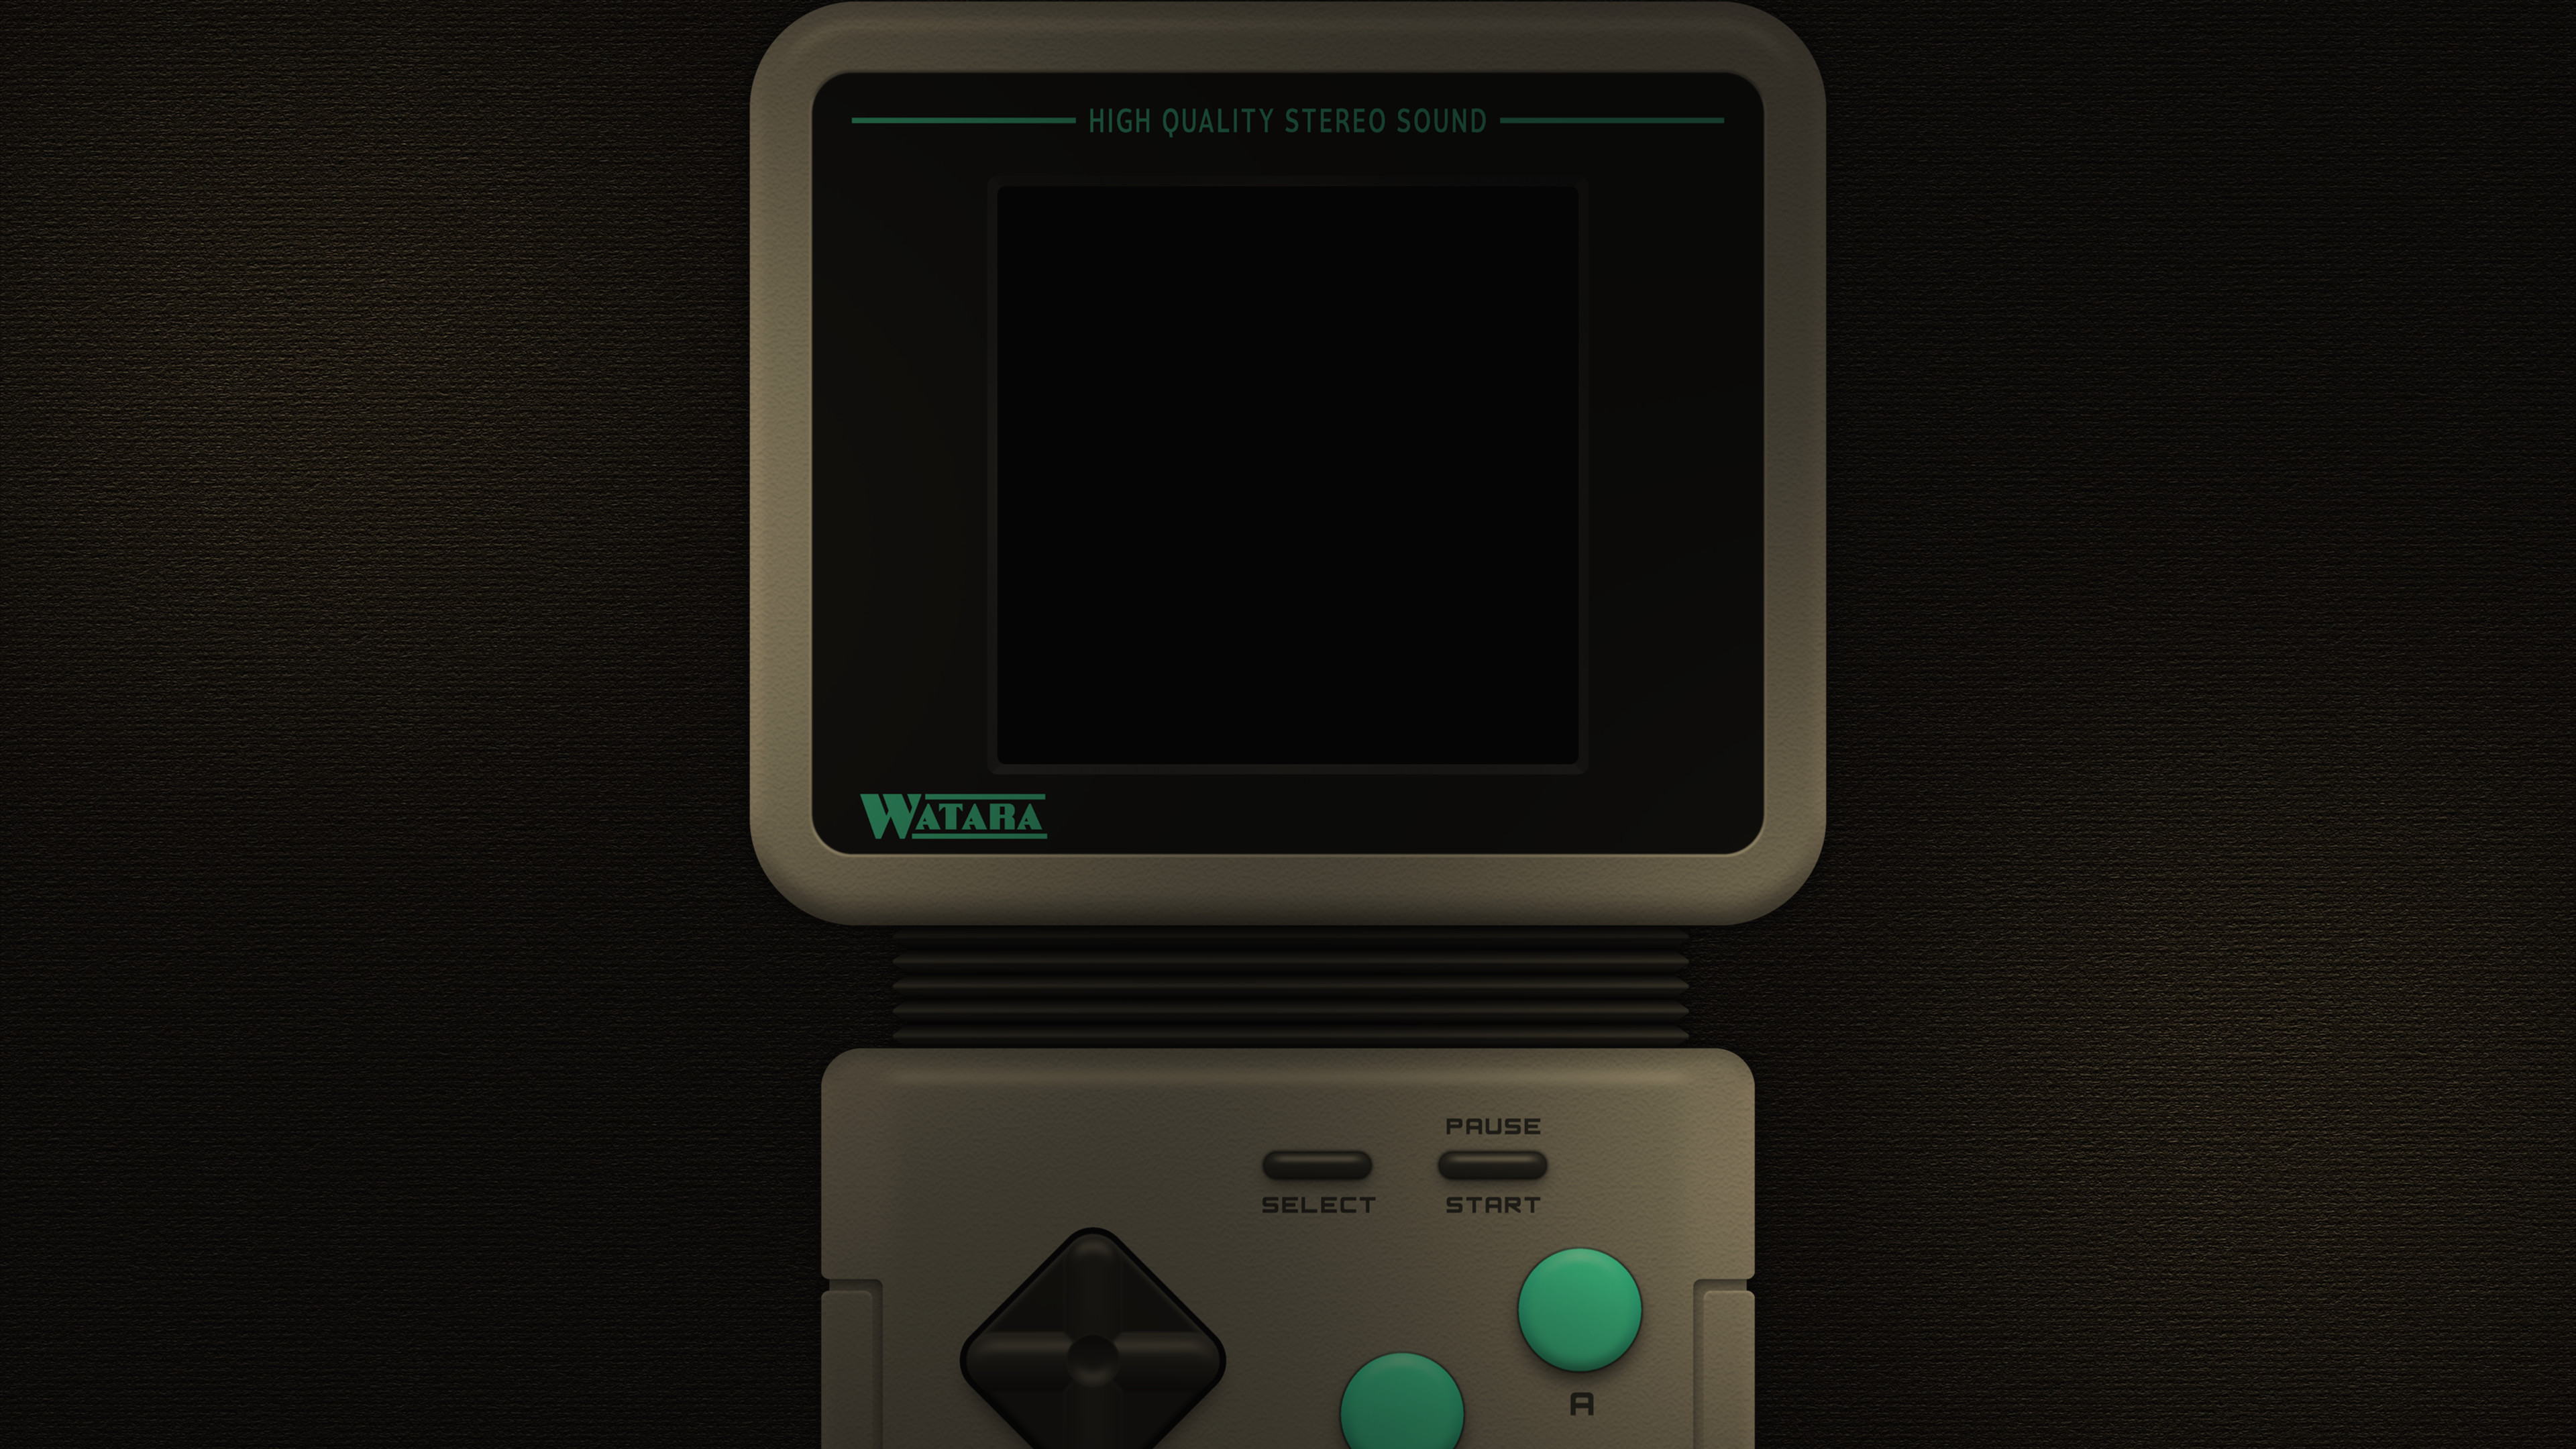 HIGH QUALITY STEREO SOUND
WATARA
PAUSE
SELECT
START
A